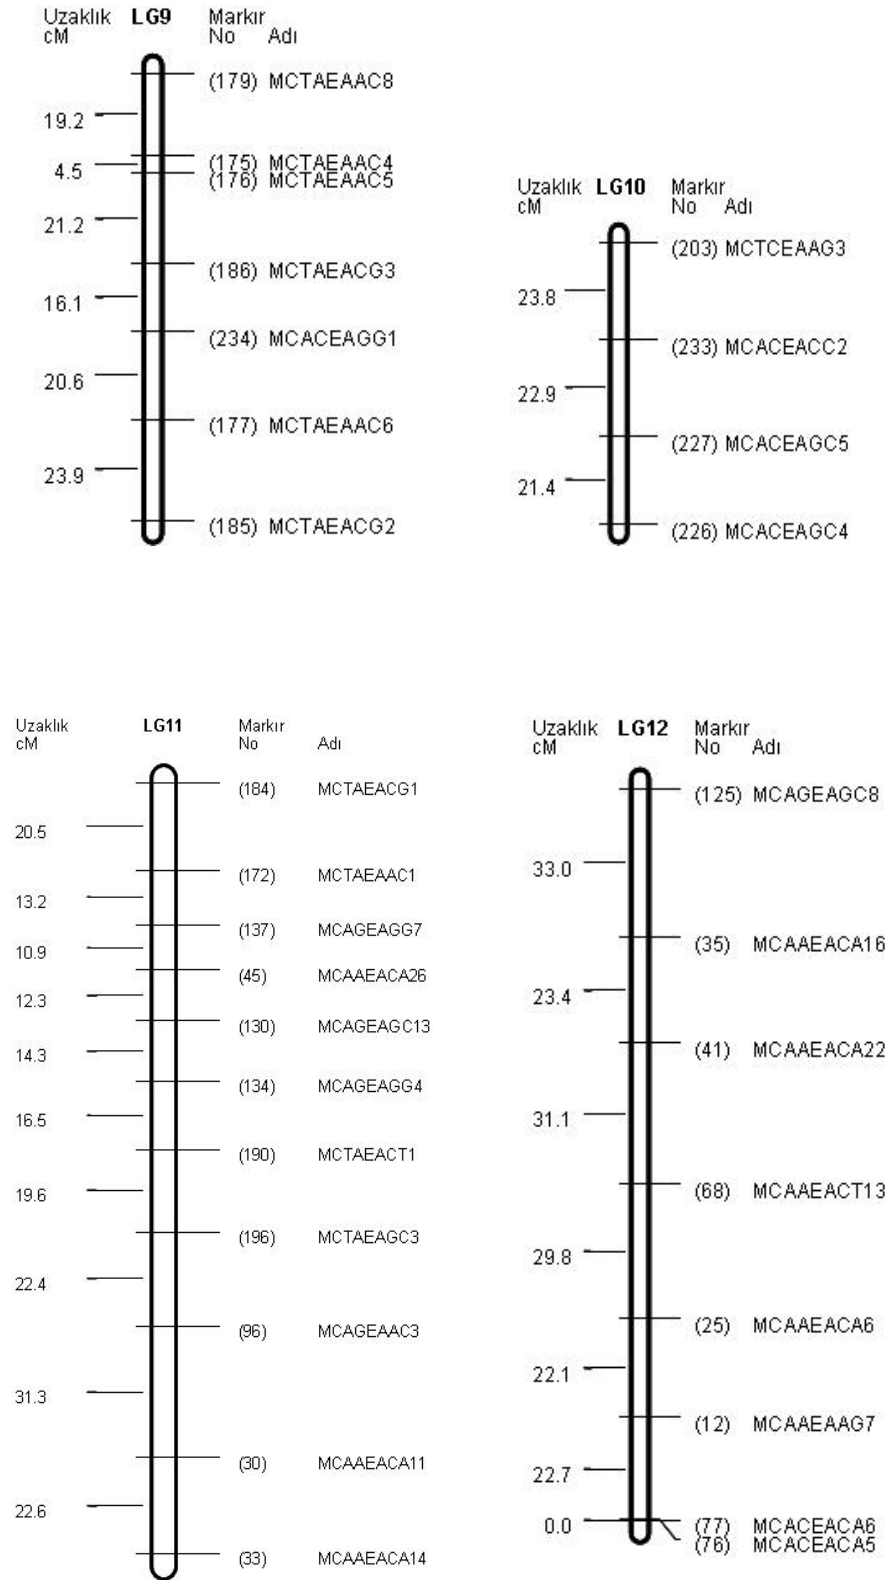 Uzaklık LG9 Markır
cM No Adı
(179) MCTAEAAC8
19.2
(175) MCTAEAAC4
4.5
(176) MCTAEAAC5
21.2
(186) MCTAEACG3
16.1
(234) MCACEAGG1
20.6
(177) MCTAEAAC6
23.9
(185) MCTAEACG2
Uzaklık LG10 Markır
cM No Adı
(203) MCTCEAAG3
23.8
(233) MCACEACC2
22.9
(227) MCACEAGC5
21.4
(226) MCACEAGC4
Uzaklık LG11 Markır
cM No Adı
(184) MCTAEACG1
20.5
(172) MCTAEAAC1
13.2
(137) MCAGEAGG7
10.9
(45) MCAAEACA26
12.3
(130) MCAGEAGC13
14.3
(134) MCAGEAGG4
16.5
(190) MCTAEACT1
19.6
(196) MCTAEAGC3
22.4
(96) MCAGEAAC3
31.3
(30) MCAAEACA11
22.6
(33) MCAAEACA14
Uzaklık LG12 Markır
cM No Adı
(125) MCAGEAGC8
33.0
(35) MCAAEACA16
23.4
(41) MCAAEACA22
31.1
(68) MCAAEACT13
29.8
(25) MCAAEACA6
22.1
(12) MCAAEAAG7
22.7
0.0 (77) MCACEACA6
(76) MCACEACA5